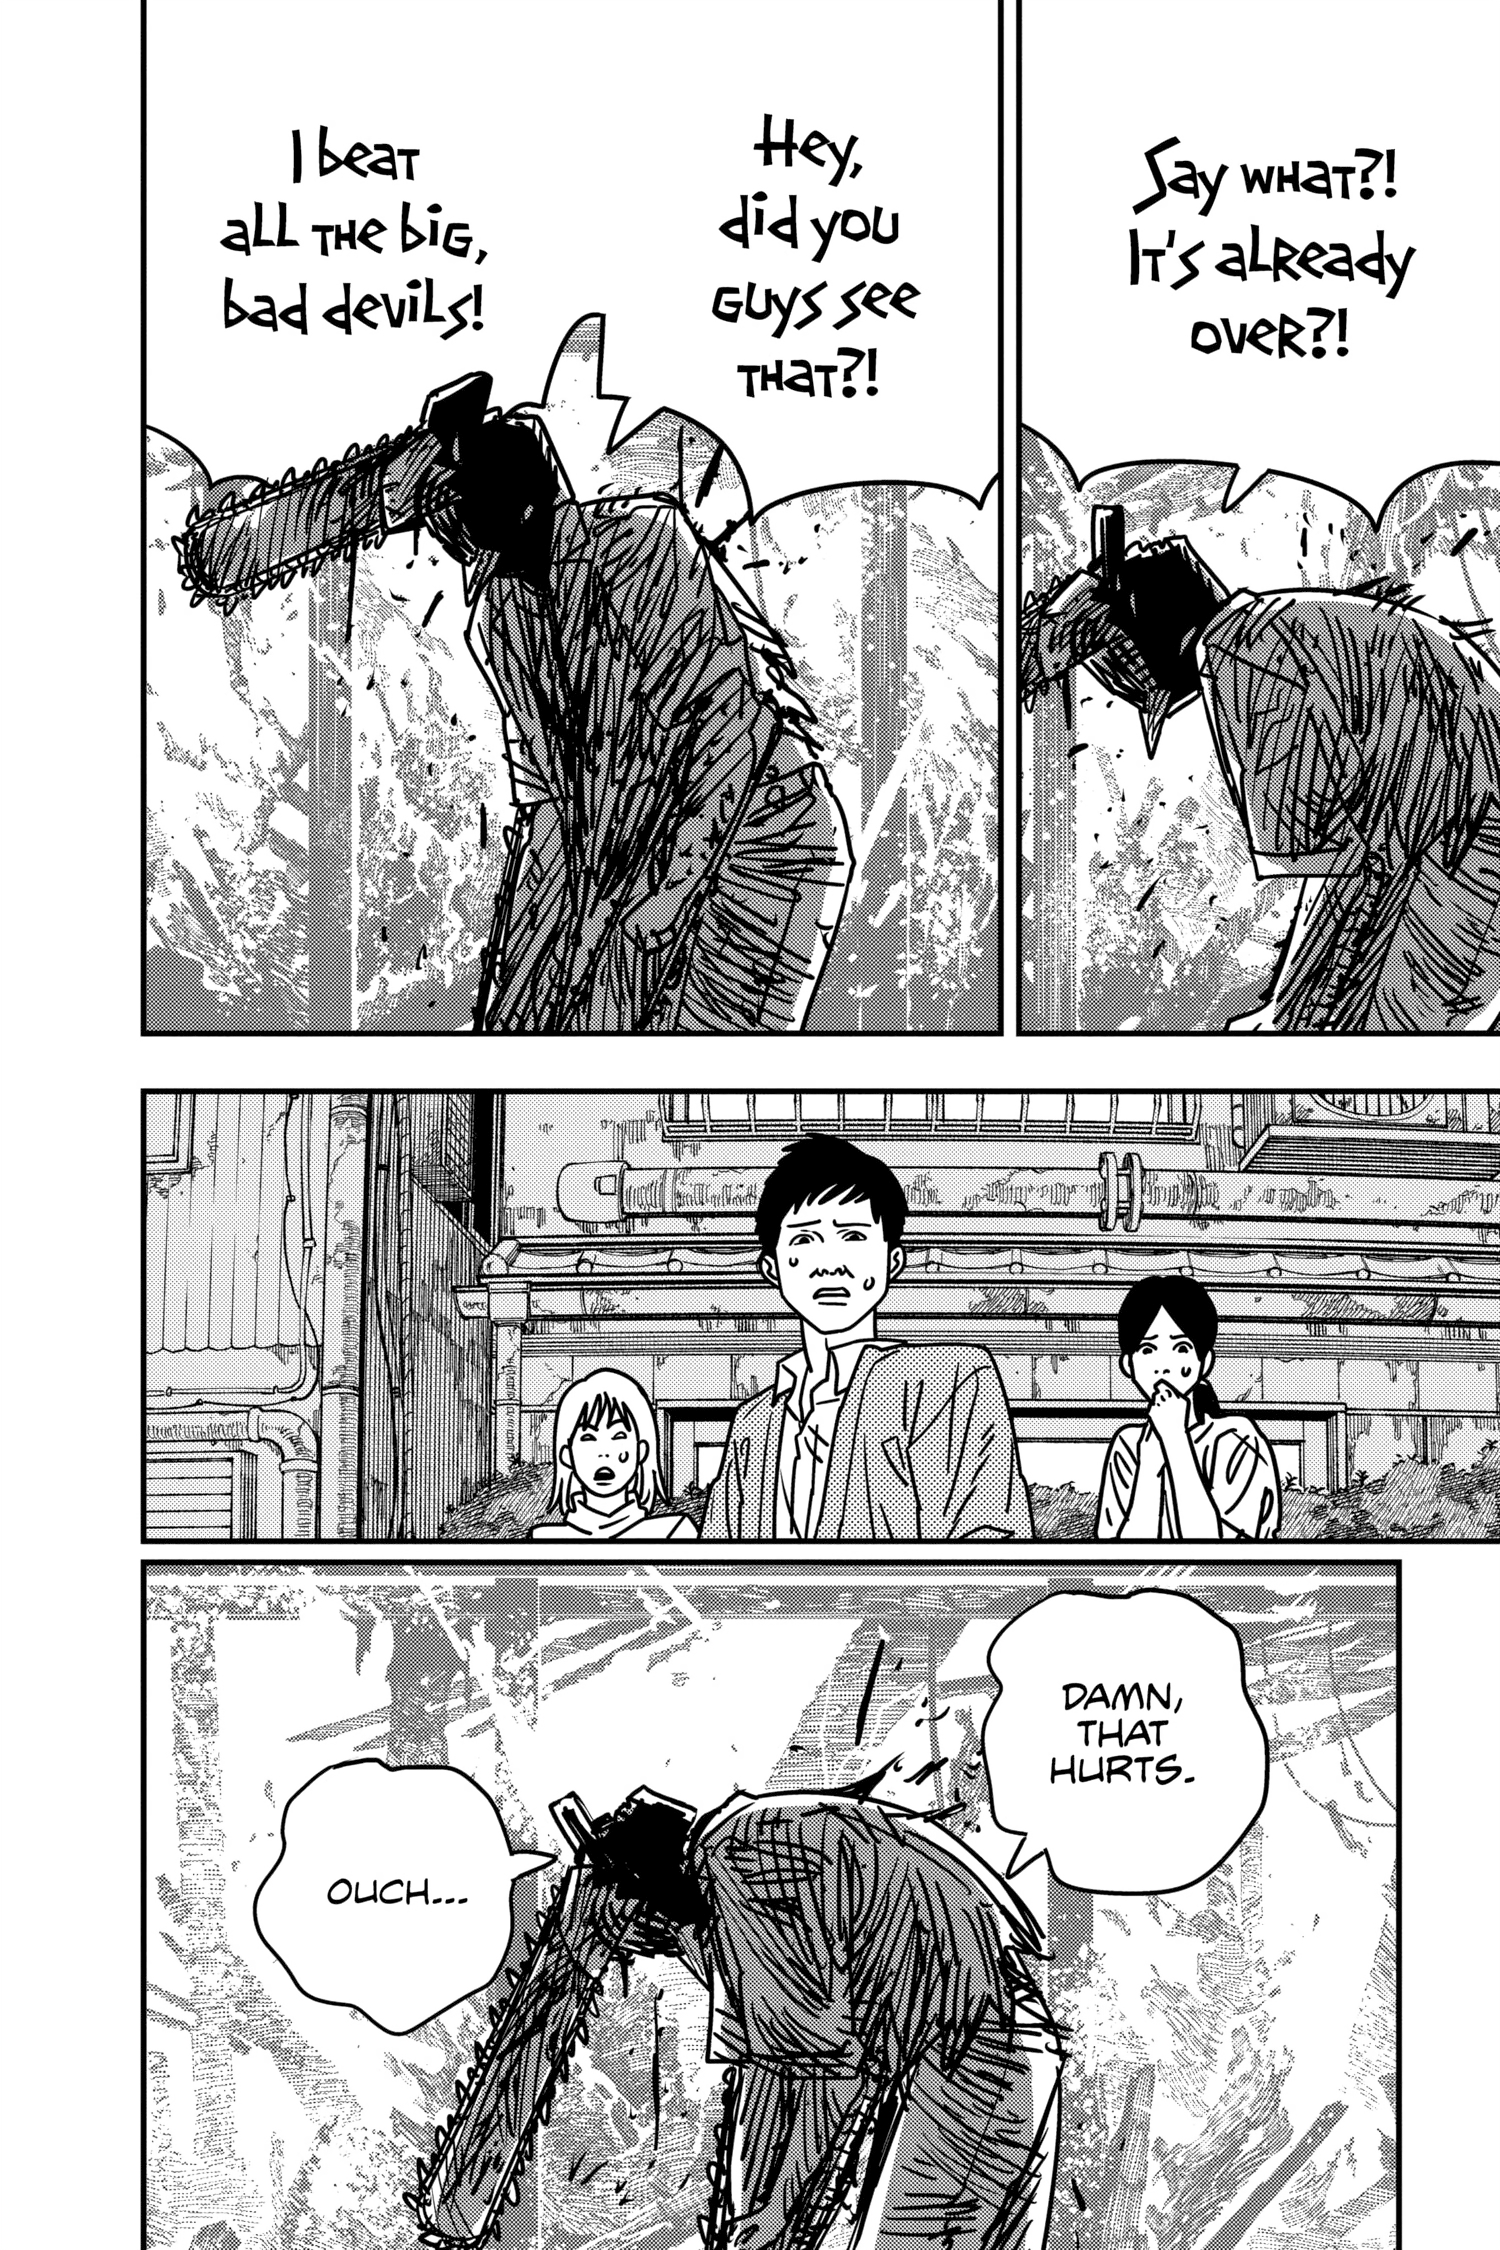 Say what?!
It's already
over?!
Hey,
did you
guys see
that?!
I beat
all the big,
bad devils!
DAMN,
THAT
HURTS.
OUCH...